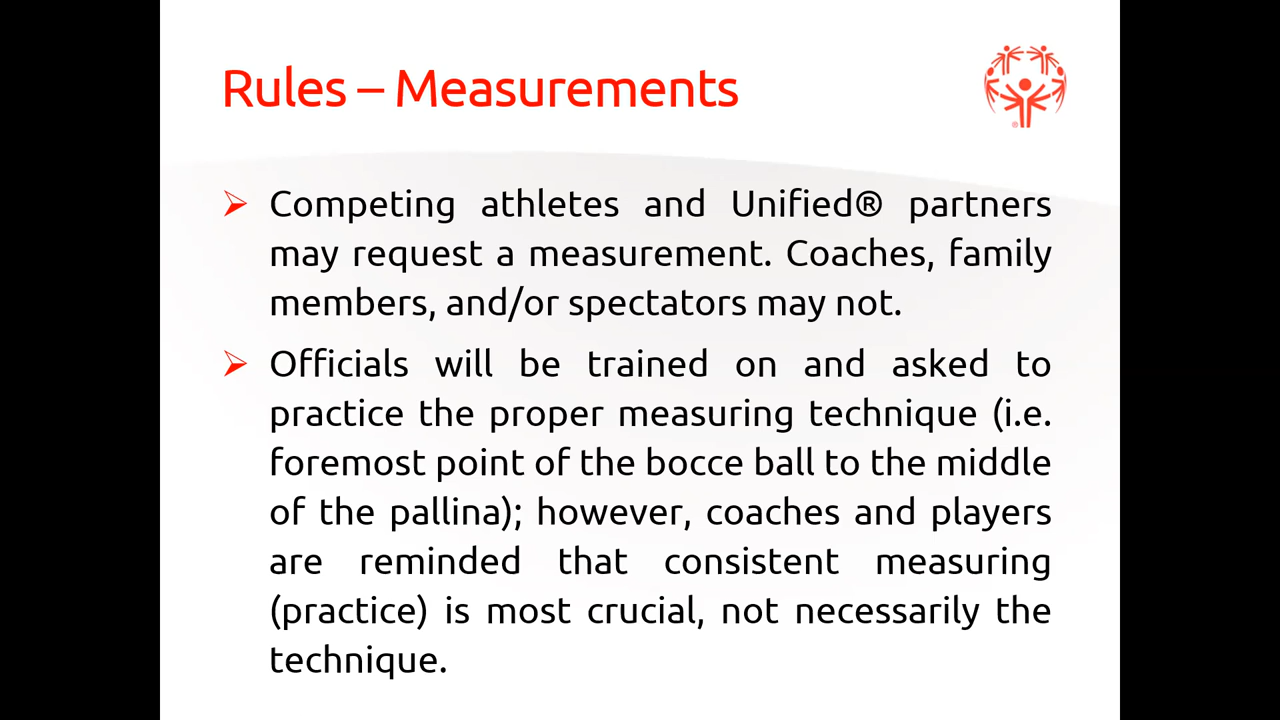 Rules – Measurements
Competing athletes and Unified® partners
may request a measurement. Coaches, family
members, and/or spectators may not.
Officials will be trained on and asked to
practice the proper measuring technique (i.e.
foremost point of the bocce ball to the middle
of the pallina); however, coaches and players
are reminded that consistent measuring
(practice) is most crucial, not necessarily the
technique.